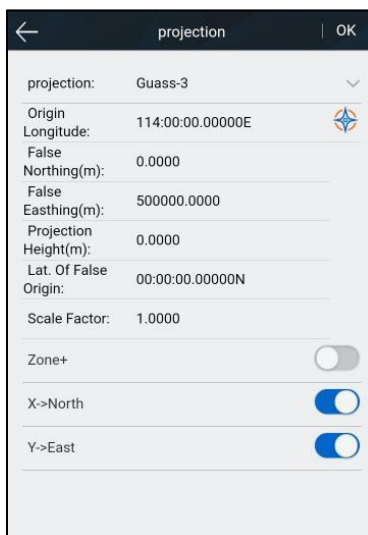 projection
OK
projection: Guass-3
Origin
Longitude: 114:00:00.00000E
False
Northing(m): 0.0000
False
Easthing(m): 500000.0000
Projection
Height(m): 0.0000
Lat. Of False
Origin: 00:00:00.00000N
Scale Factor: 1.0000
Zone+
X->North
Y->East